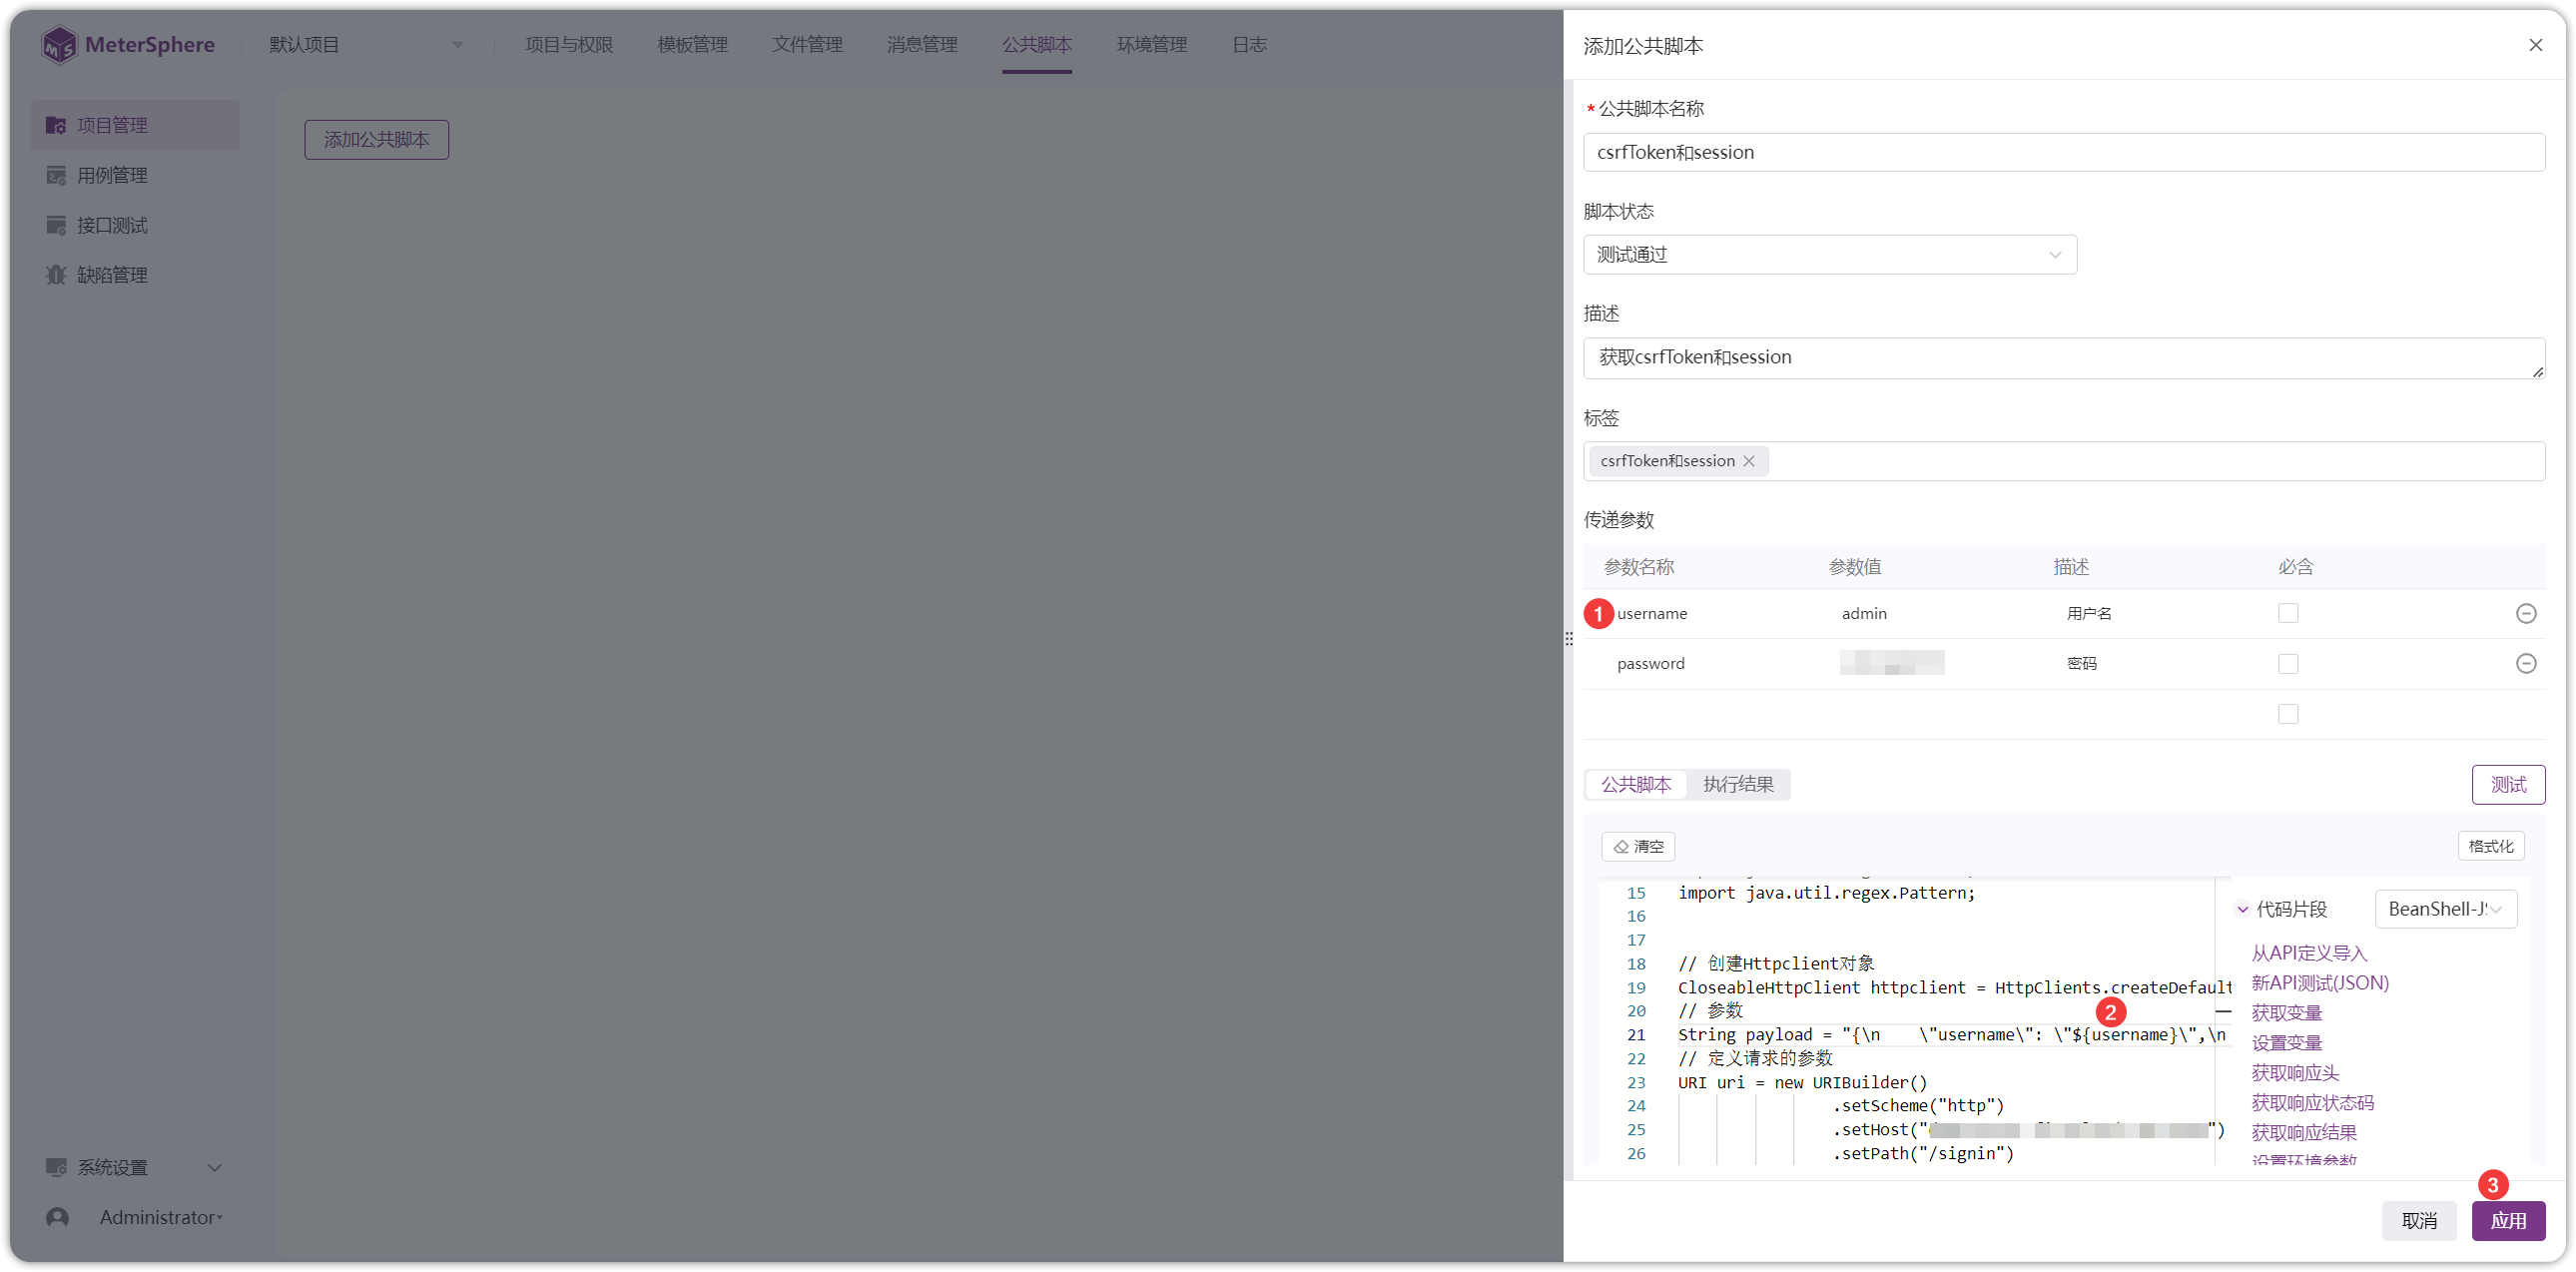 MeterSphere
默认项目
项目与权限
模板管理
文件管理
消息管理
公共脚本
环境管理
日志
项目管理
用例管理
接口测试
缺陷管理
添加公共脚本
系统设置
Administrator
添加公共脚本
* 公共脚本名称
csrfToken和session
脚本状态
测试通过
描述
获取csrfToken和session
标签
csrfToken和session
传递参数
参数名称 参数值 描述 必含
1 username admin 用户名
password 密码
公共脚本 执行结果 测试
清空 格式化
15 import java.util.regex.Pattern;
16
17
18 // 创建Httpclient对象
19 CloseableHttpClient httpclient = HttpClients.createDefault
20 // 参数
2
21 String payload = "{\n    \"username\": \"${username}\",\n
22 // 定义请求的参数
23 URI uri = new URIBuilder()
24 .setScheme("http")
25 .setHost(" ")
26 .setPath("/signin")
代码片段 BeanShell-J
从API定义导入
新API测试(JSON)
获取变量
设置变量
获取响应头
获取响应状态码
获取响应结果
设置环境参数
3
取消 应用